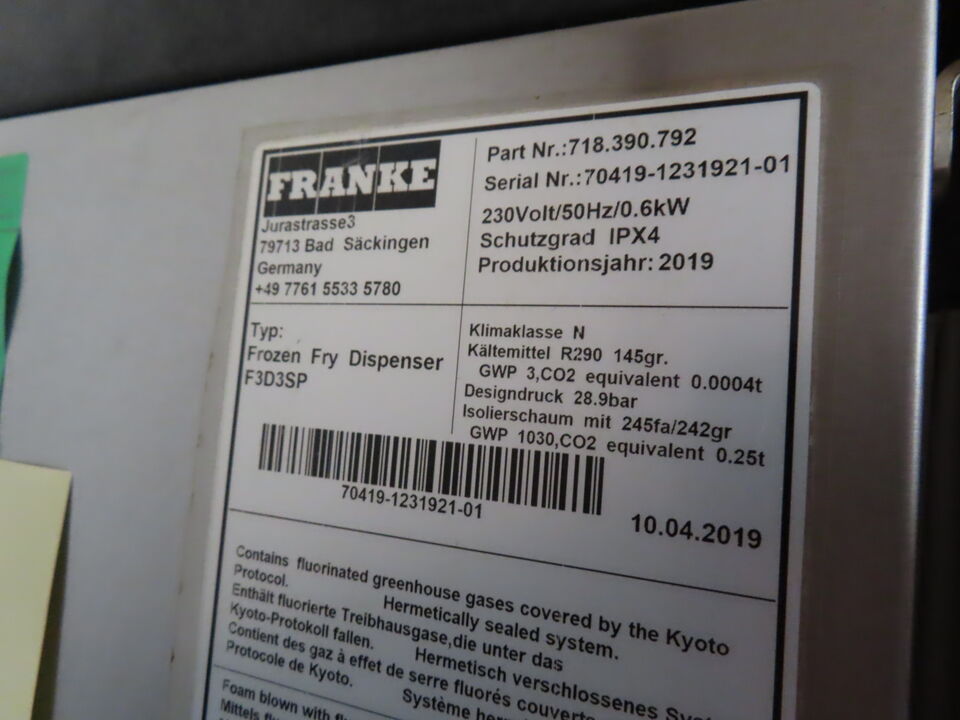 FRANKE
Jurastrasse3
79713 Bad Säckingen
Germany
+49 7761 5533 5780
Part Nr.:718.390.792
Serial Nr.:70419-1231921-01
230Volt/50Hz/0.6kW
Schutzgrad IPX4
Produktionsjahr: 2019
Typ:
Frozen Fry Dispenser
F3D3SP
Klimaklasse N
Kältemittel R290 145gr.
GWP 3,CO2 equivalent 0.0004t
Designdruck 28.9bar
Isolierschaum mit 245fa/242gr
GWP 1030,CO2 equivalent 0.25t
70419-1231921-01
10.04.2019
Contains fluorinated greenhouse gases covered by the Kyoto
Protocol. Hermetically sealed system.
Enthält fluorierte Treibhausgase,die unter das
Kyoto-Protokoll fallen. Hermetisch verschlossenes
Contient des gaz à effet de serre fluorés
Protocole de Kyoto. Système
Foam blown with
Mittels